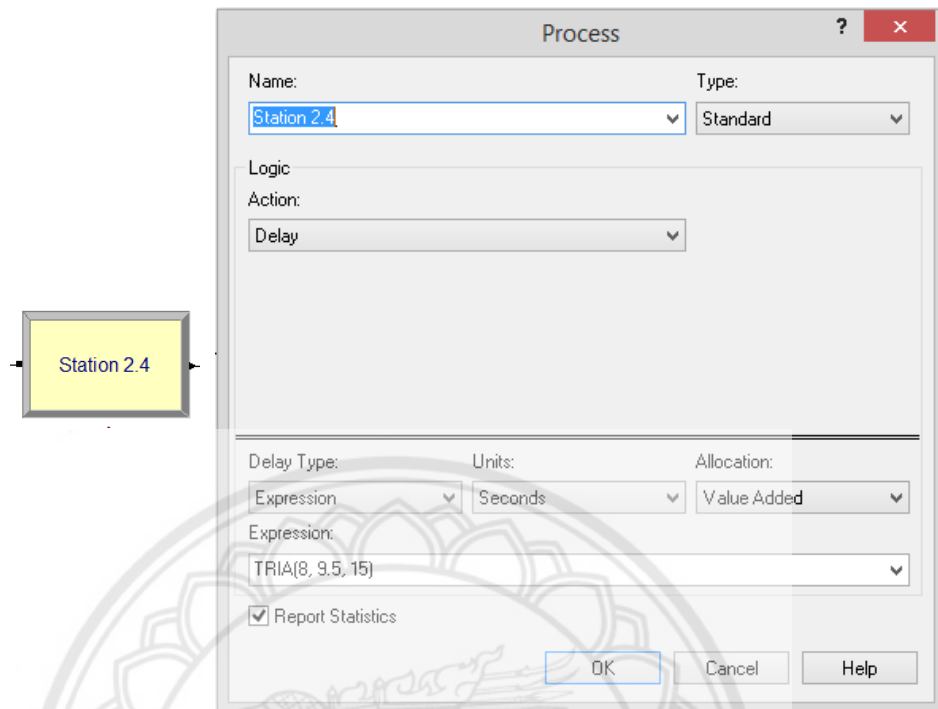 Process
?
Name:
Type:
Station 2.4
Standard
Logic
Action:
Delay
Station 2.4
Delay Type:
Units:
Allocation:
Expression
Seconds
Value Added
Expression:
TRIA(8, 9.5, 15)
Report Statistics
OK
Cancel
Help